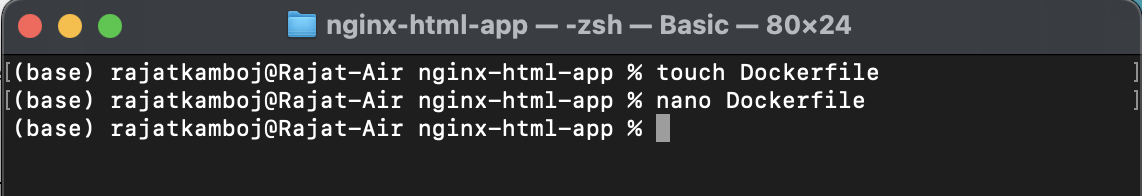 nginx-html-app — -zsh — Basic — 80×24
[(base) rajatkamboj@Rajat-Air nginx-html-app % touch Dockerfile ]
[(base) rajatkamboj@Rajat-Air nginx-html-app % nano Dockerfile ]
(base) rajatkamboj@Rajat-Air nginx-html-app %